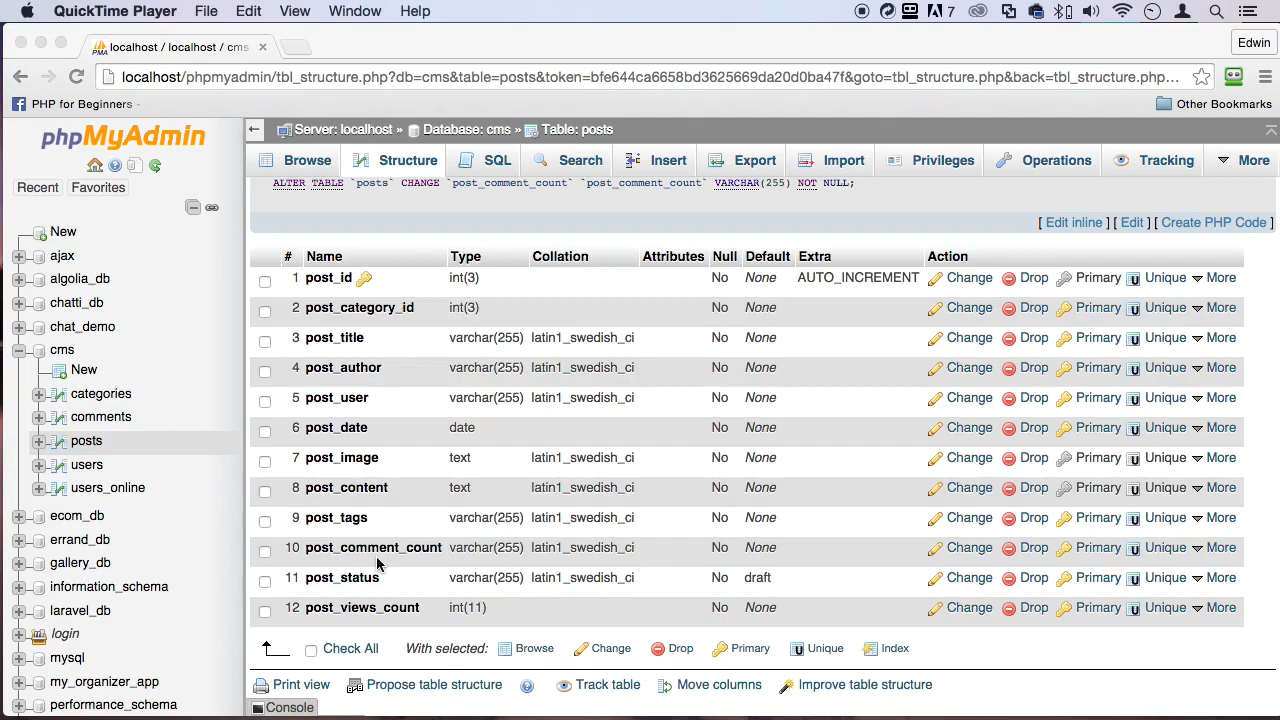 QuickTime Player File Edit View Window Help 7
localhost / localhost / cms
Edwin
localhost/phpmyadmin/tbl_structure.php?db=cms&table=posts&token=bfe644ca6658bd3625669da20d0ba47f&goto=tbl_structure.php&back=tbl_structure.php...
PHP for Beginners
Other Bookmarks
phpMyAdmin
Recent Favorites
New
ajax
algolia_db
chatti_db
chat_demo
cms
New
categories
comments
posts
users
users_online
ecom_db
errand_db
gallery_db
information_schema
laravel_db
login
mysql
my_organizer_app
performance_schema
Server: localhost » Database: cms » Table: posts
Browse Structure SQL Search Insert Export Import Privileges Operations Tracking More
ALTER TABLE `posts` CHANGE `post_comment_count` `post_comment_count` VARCHAR(255) NOT NULL;
[ Edit inline ] [ Edit ] [ Create PHP Code ]
# Name Type Collation Attributes Null Default Extra Action
1 post_id int(3) No None AUTO_INCREMENT Change Drop Primary Unique More
2 post_category_id int(3) No None Change Drop Primary Unique More
3 post_title varchar(255) latin1_swedish_ci No None Change Drop Primary Unique More
4 post_author varchar(255) latin1_swedish_ci No None Change Drop Primary Unique More
5 post_user varchar(255) latin1_swedish_ci No None Change Drop Primary Unique More
6 post_date date No None Change Drop Primary Unique More
7 post_image text latin1_swedish_ci No None Change Drop Primary Unique More
8 post_content text latin1_swedish_ci No None Change Drop Primary Unique More
9 post_tags varchar(255) latin1_swedish_ci No None Change Drop Primary Unique More
10 post_comment_count varchar(255) latin1_swedish_ci No None Change Drop Primary Unique More
11 post_status varchar(255) latin1_swedish_ci No draft Change Drop Primary Unique More
12 post_views_count int(11) No None Change Drop Primary Unique More
Check All With selected: Browse Change Drop Primary Unique Index
Print view Propose table structure Track table Move columns Improve table structure
Console